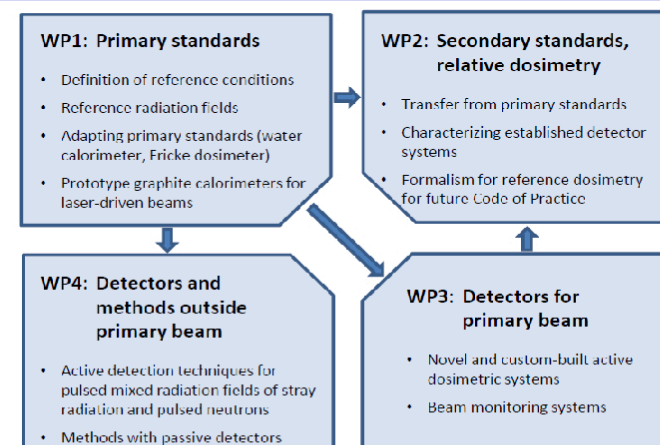 WP1: Primary standards
• Definition of reference conditions
• Reference radiation fields
• Adapting primary standards (water
calorimeter, Fricke dosimeter)
• Prototype graphite calorimeters for
laser-driven beams
WP2: Secondary standards,
relative dosimetry
• Transfer from primary standards
• Characterizing established detector
systems
• Formalism for reference dosimetry
for future Code of Practice
WP4: Detectors and
methods outside
primary beam
• Active detection techniques for
pulsed mixed radiation fields of stray
radiation and pulsed neutrons
• Methods with passive detectors
WP3: Detectors for
primary beam
• Novel and custom-built active
dosimetric systems
• Beam monitoring systems